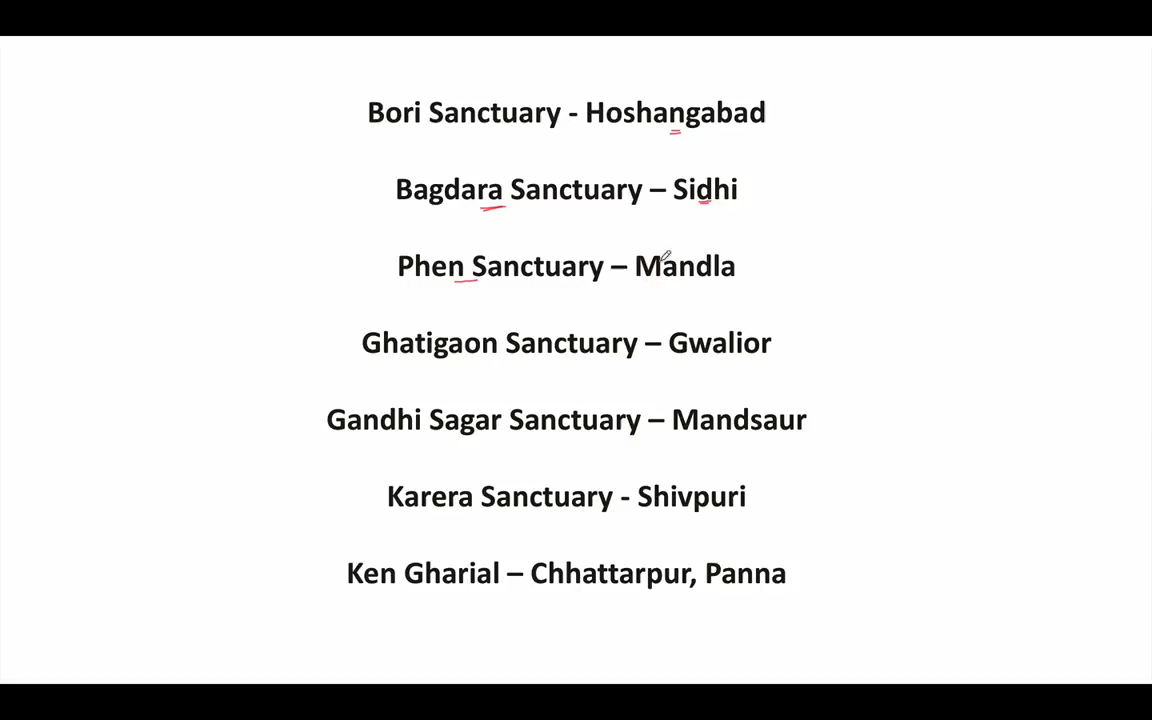 Bori Sanctuary - Hoshangabad
Bagdara Sanctuary – Sidhi
Phen Sanctuary – Mandla
Ghatigaon Sanctuary – Gwalior
Gandhi Sagar Sanctuary – Mandsaur
Karera Sanctuary - Shivpuri
Ken Gharial – Chhattarpur, Panna